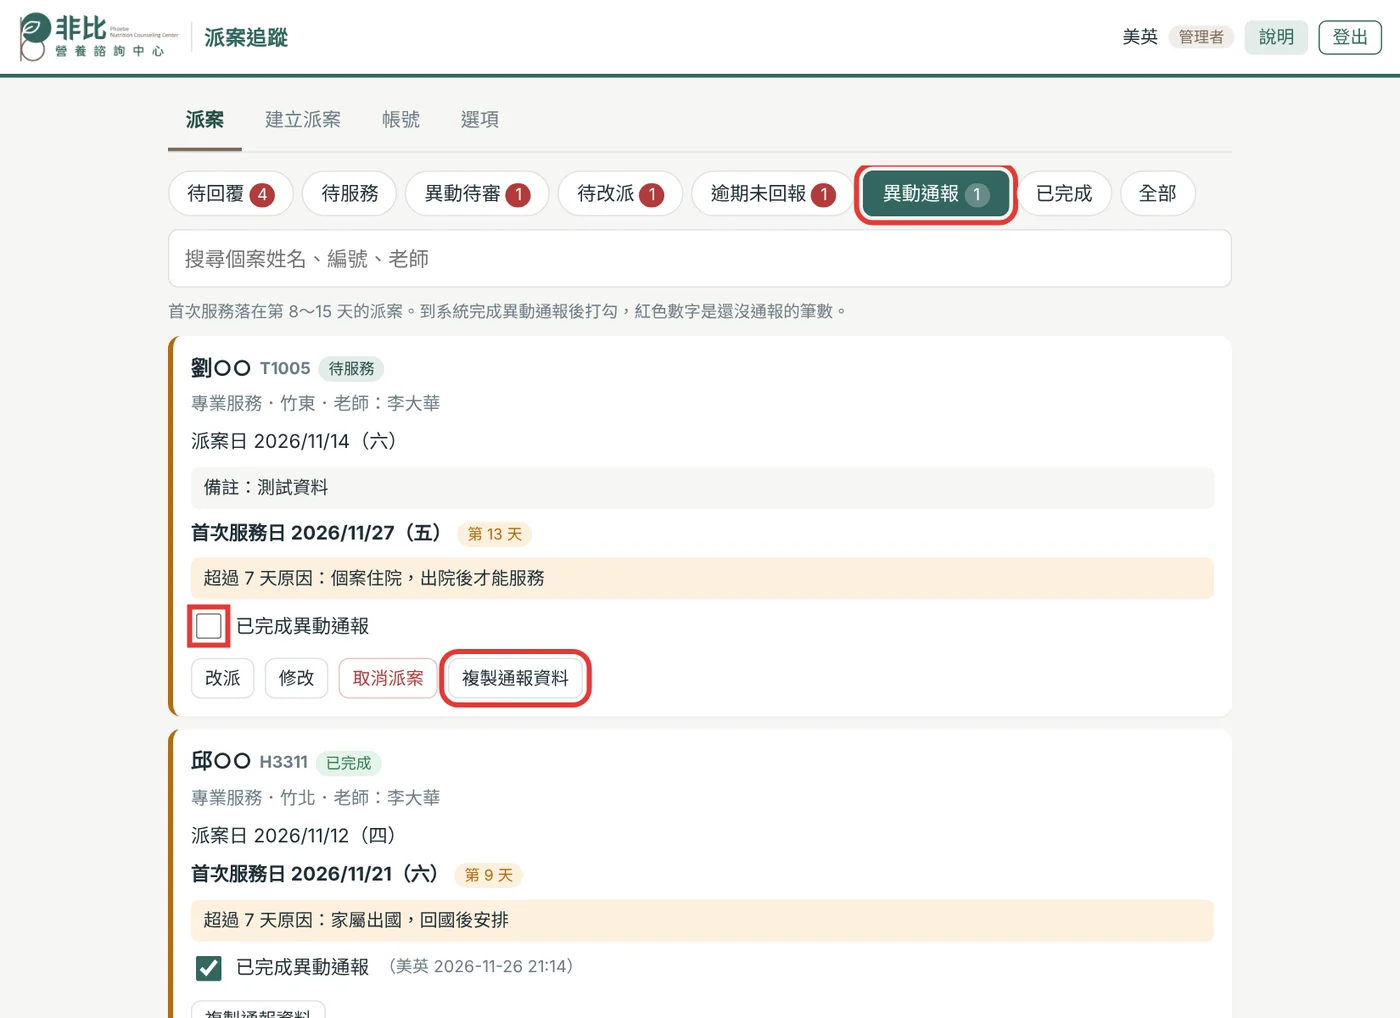 非比 Phoebe Nutrition Counseling Center
營養諮詢中心
派案追蹤
美英 管理者 說明 登出
派案 建立派案 帳號 選項
待回覆 4 待服務 異動待審 1 待改派 1 逾期未回報 1 異動通報 1 已完成 全部
搜尋個案姓名、編號、老師
首次服務落在第 8～15 天的派案。到系統完成異動通報後打勾，紅色數字是還沒通報的筆數。
劉〇〇 T1005 待服務
專業服務・竹東・老師：李大華
派案日 2026/11/14（六）
備註：測試資料
首次服務日 2026/11/27（五） 第 13 天
超過 7 天原因：個案住院，出院後才能服務
已完成異動通報
改派 修改 取消派案 複製通報資料
邱〇〇 H3311 已完成
專業服務・竹北・老師：李大華
派案日 2026/11/12（四）
首次服務日 2026/11/21（六） 第 9 天
超過 7 天原因：家屬出國，回國後安排
已完成異動通報 （美英 2026-11-26 21:14）
複製通報資料